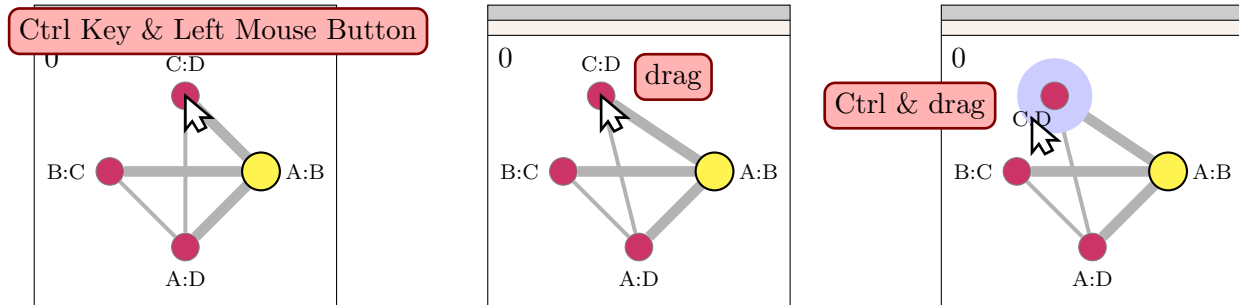 Ctrl Key & Left Mouse Button
0
C:D
B:C
A:B
A:D
0
C:D
drag
B:C
A:B
A:D
0
Ctrl & drag
C:D
B:C
A:B
A:D